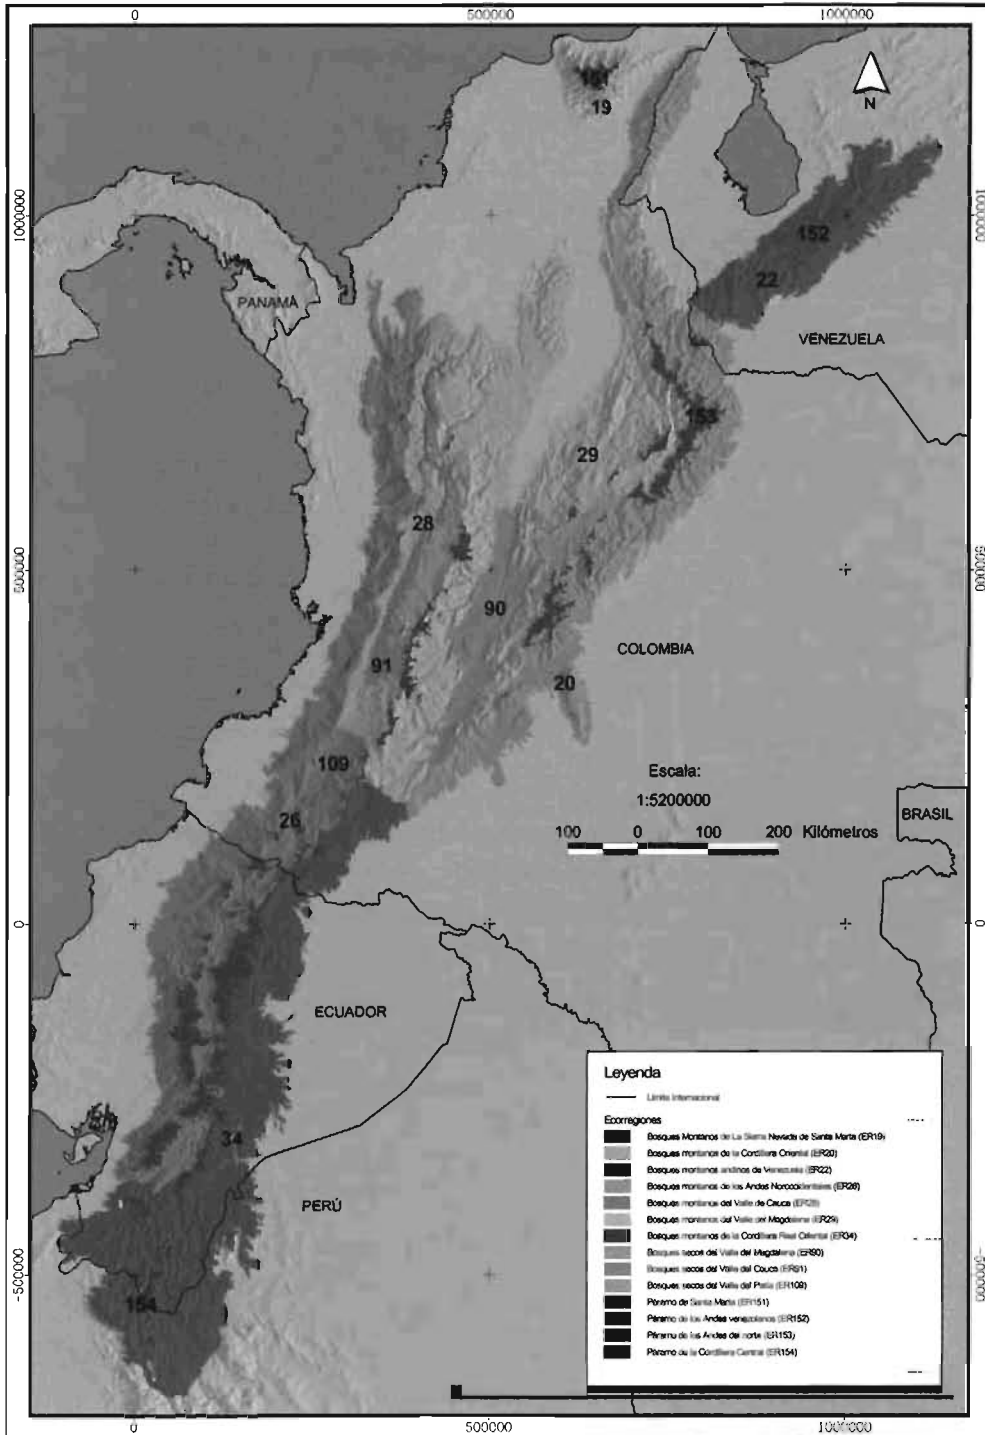 0 500000 1000000
N
151
19
1000000
1000000
152
22
PANAMÁ
VENEZUELA
153
29
28
500000
500000
90
COLOMBIA
91
20
109
Escala:
1:5200000
26
BRASIL
100 0 100 200 Kilómetros
0
0
ECUADOR
34
PERÚ
-500000
-500000
154
Leyenda
Límite Internacional
Ecorregiones
Bosques Montanos de La Sierra Nevada de Santa Marta (ER19)
Bosques montanos de la Cordillera Oriental (ER20)
Bosques montanos andinos de Venezuela (ER22)
Bosques montanos de los Andes Noroccidentales (ER26)
Bosques montanos del Valle de Cauca (ER28)
Bosques montanos del Valle del Magdalena (ER29)
Bosques montanos de la Cordillera Real Oriental (ER34)
Bosques secos del Valle del Magdalena (ER90)
Bosques secos del Valle del Cauca (ER91)
Bosques secos del Valle del Patía (ER109)
Páramo de Santa Marta (ER151)
Páramo de los Andes venezolanos (ER152)
Páramo de los Andes del norte (ER153)
Páramo de la Cordillera Central (ER154)
0 500000 1000000